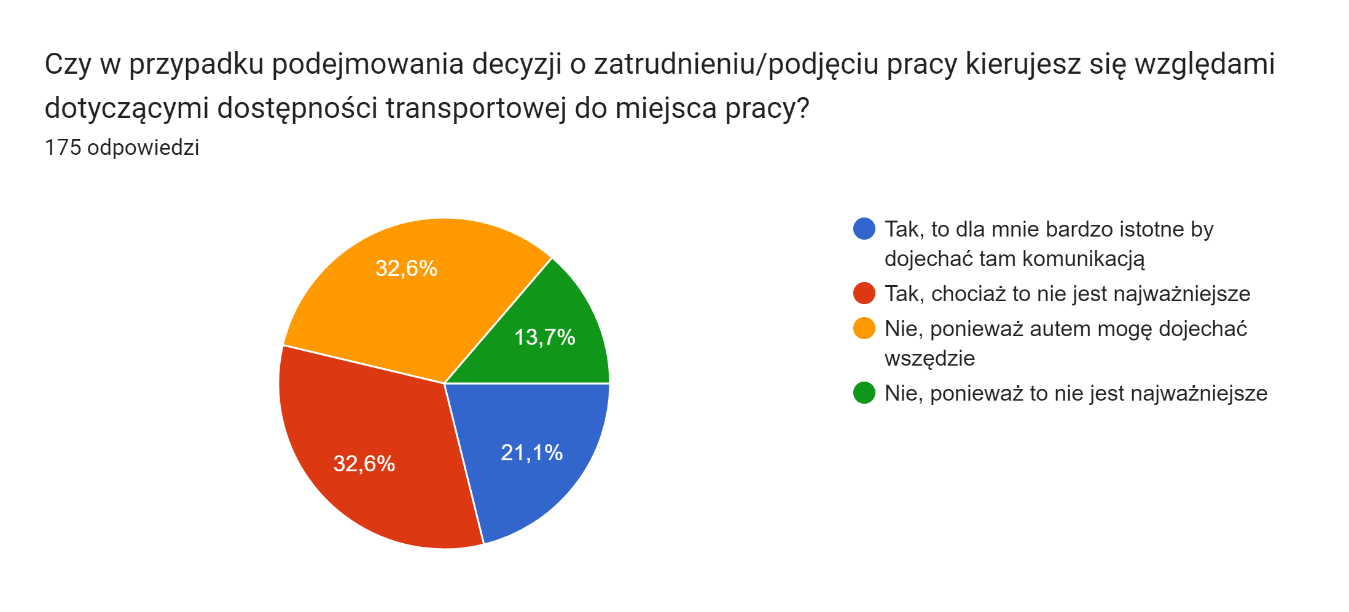 Czy w przypadku podejmowania decyzji o zatrudnieniu/podjęciu pracy kierujesz się względami
dotyczącymi dostępności transportowej do miejsca pracy?
175 odpowiedzi
32,6%
13,7%
32,6%
21,1%
Tak, to dla mnie bardzo istotne by
dojechać tam komunikacją
Tak, chociaż to nie jest najważniejsze
Nie, ponieważ autem mogę dojechać
wszędzie
Nie, ponieważ to nie jest najważniejsze